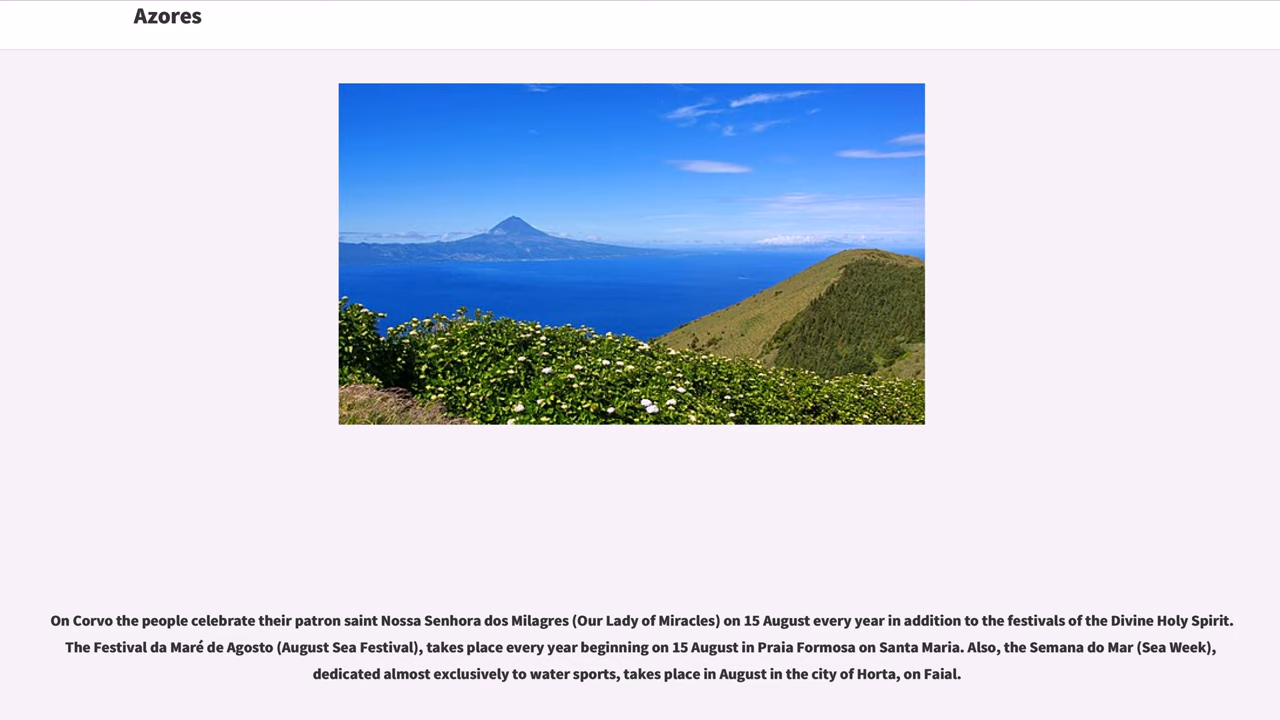 Azores
On Corvo the people celebrate their patron saint Nossa Senhora dos Milagres (Our Lady of Miracles) on 15 August every year in addition to the festivals of the Divine Holy Spirit.
The Festival da Maré de Agosto (August Sea Festival), takes place every year beginning on 15 August in Praia Formosa on Santa Maria. Also, the Semana do Mar (Sea Week),
dedicated almost exclusively to water sports, takes place in August in the city of Horta, on Faial.